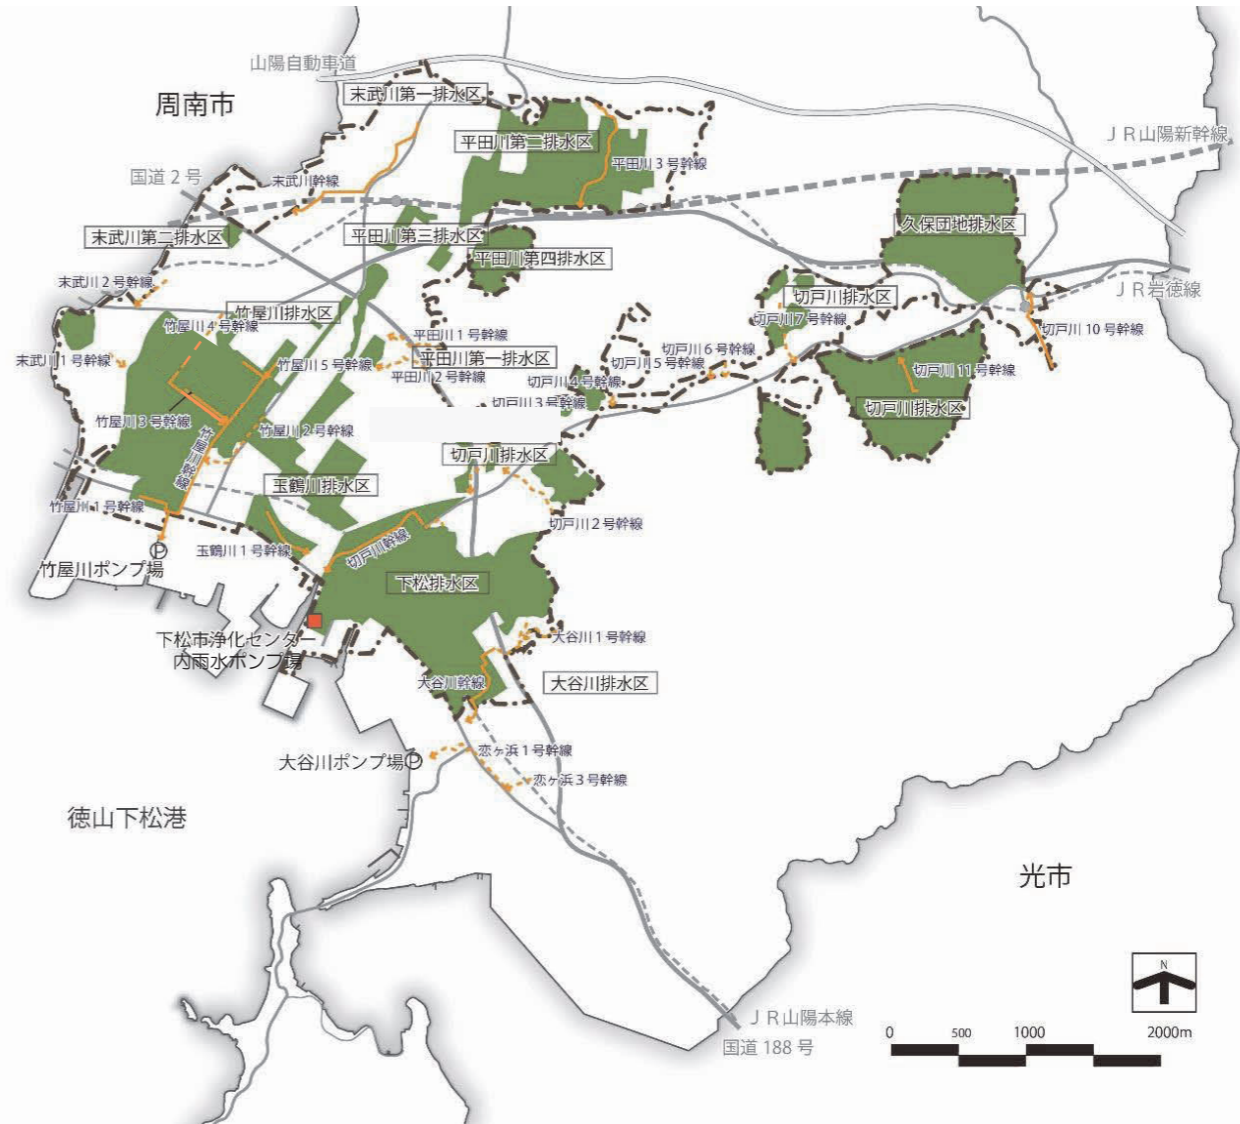 山陽自動車道
末武川第一排水区
周南市
平田川第二排水区
JR山陽新幹線
平田川3号幹線
国道2号
末武川幹線
久保団地排水区
末武川第二排水区
平田川第三排水区
平田川第四排水区
末武川2号幹線
JR岩徳線
切戸川排水区
竹屋川排水区
竹屋川4号幹線
切戸川7号幹線
切戸川10号幹線
平田川1号幹線
末武川1号幹線
竹屋川5号幹線
平田川第一排水区
切戸川6号幹線
切戸川5号幹線
平田川2号幹線
切戸川4号幹線
切戸川11号幹線
切戸川3号幹線
切戸川排水区
竹屋川3号幹線
竹屋川2号幹線
竹屋川幹線
切戸川排水区
玉鶴川排水区
竹屋川1号幹線
切戸川2号幹線
玉鶴川1号幹線
切戸川幹線
P
竹屋川ポンプ場
下松排水区
下松市浄化センター
内雨水ポンプ場
大谷川1号幹線
大谷川幹線
大谷川排水区
恋ヶ浜1号幹線
大谷川ポンプ場P
恋ヶ浜3号幹線
徳山下松港
光市
N
JR山陽本線
国道188号
0 500 1000 2000m